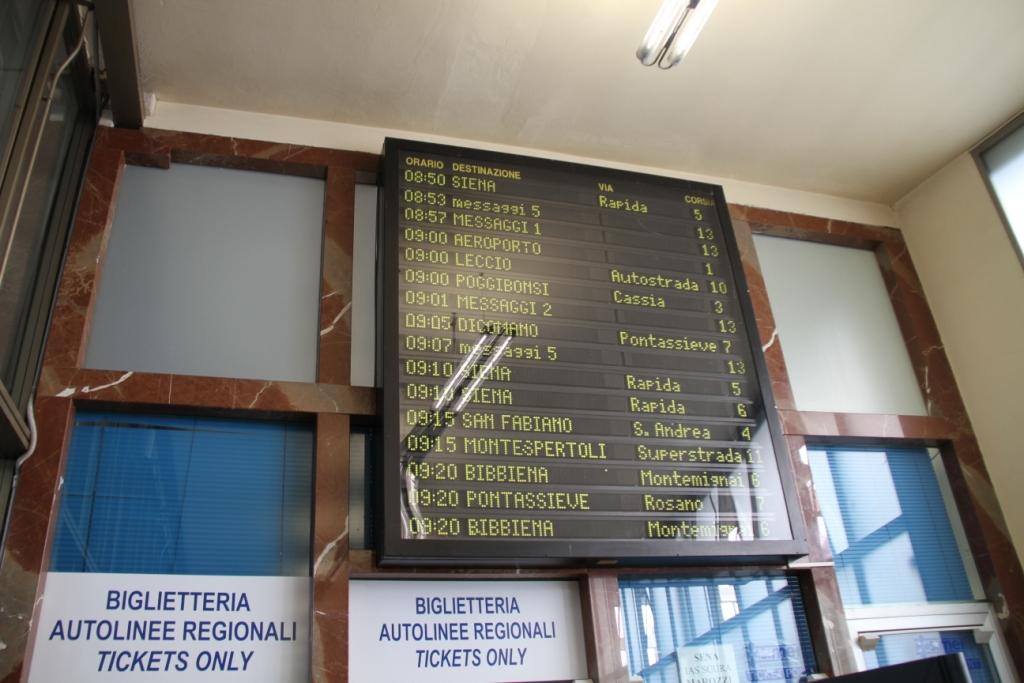 ORARIO DESTINAZIONE VIA CORSIA
08:50 SIENA Rapida 5
08:53 messaggi 5 13
08:57 MESSAGGI 1 13
09:00 AEROPORTO 1
09:00 LECCIO Autostrada 10
09:00 POGGIBONSI Cassia 3
09:01 MESSAGGI 2 13
09:05 DICOMANO Pontassieve 7
09:07 messaggi 5 13
09:10 SIENA Rapida 5
09:10 SIENA Rapida 6
09:15 SAN FABIANO S. Andrea 4
09:15 MONTESPERTOLI Superstrada 11
09:20 BIBBIENA Montemignai 6
09:20 PONTASSIEVE Rosano 7
09:20 BIBBIENA Montemignai 6
BIGLIETTERIA
AUTOLINEE REGIONALI
TICKETS ONLY
BIGLIETTERIA
AUTOLINEE REGIONALI
TICKETS ONLY
SENA
MAROZZI